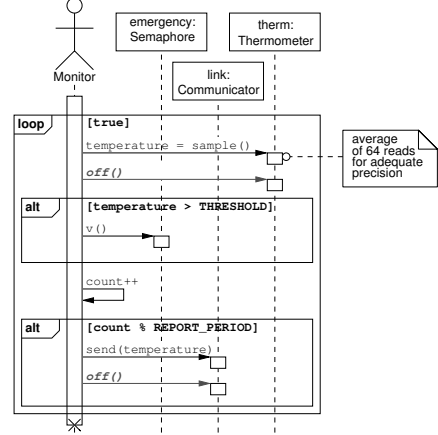 emergency:
Semaphore
therm:
Thermometer
link:
Communicator
Monitor
loop
[true]
temperature = sample()
average
of 64 reads
for adequate
precision
off()
alt
[temperature > THRESHOLD]
v()
count++
alt
[count % REPORT_PERIOD]
send(temperature)
off()